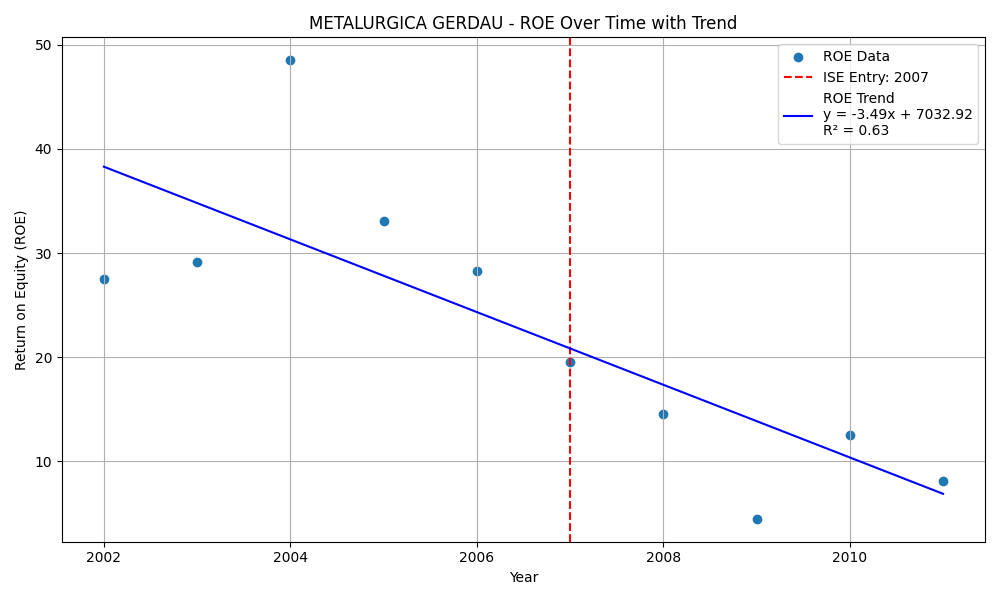 METALURGICA GERDAU - ROE Over Time with Trend
ROE Data
ISE Entry: 2007
ROE Trend
y = -3.49x + 7032.92
R² = 0.63
Return on Equity (ROE)
50
40
30
20
10
2002
2004
2006
2008
2010
Year